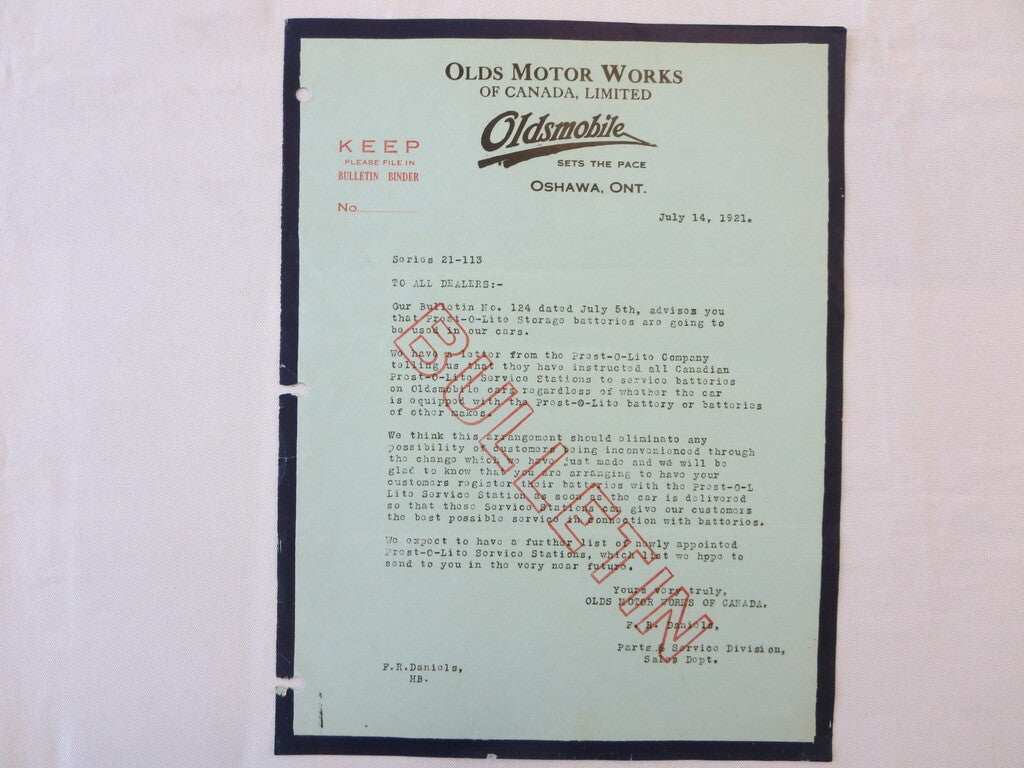 OLDS MOTOR WORKS
OF CANADA, LIMITED
Oldsmobile
SETS THE PACE
OSHAWA, ONT.
KEEP
PLEASE FILE IN
BULLETIN BINDER
No.
July 14, 1921.
Series 21-113
TO ALL DEALERS:-
Our Bulletin No. 124 dated July 5th, advises you
that Prest-O-Lite Storage batteries are going to
be used in our cars.
We have a letter from the Prest-O-Lite Company
telling us that they have instructed all Canadian
Prest-O-Lite Service Stations to service batteries
on Oldsmobile cars regardless of whether the car
is equipped with the Prest-O-Lite battery or batteries
of other makes.
We think this arrangement should eliminate any
possibility of customers being inconvenienced through
the change which we have just made and we will be
glad to know that you are arranging to have your
customers register their batteries with the Prest-O-L
Lite Service Station as soon as the car is delivered
so that these Service Stations can give our customers
the best possible service in connection with batteries.
We expect to have a further list of newly appointed
Prest-O-Lite Service Stations, which list we hppe to
send to you in the very near future.
Yours very truly,
OLDS MOTOR WORKS OF CANADA.
F. R. Daniels,
Parts & Service Division,
Sales Dept.
F.R.Daniels,
HB.
BULLETIN